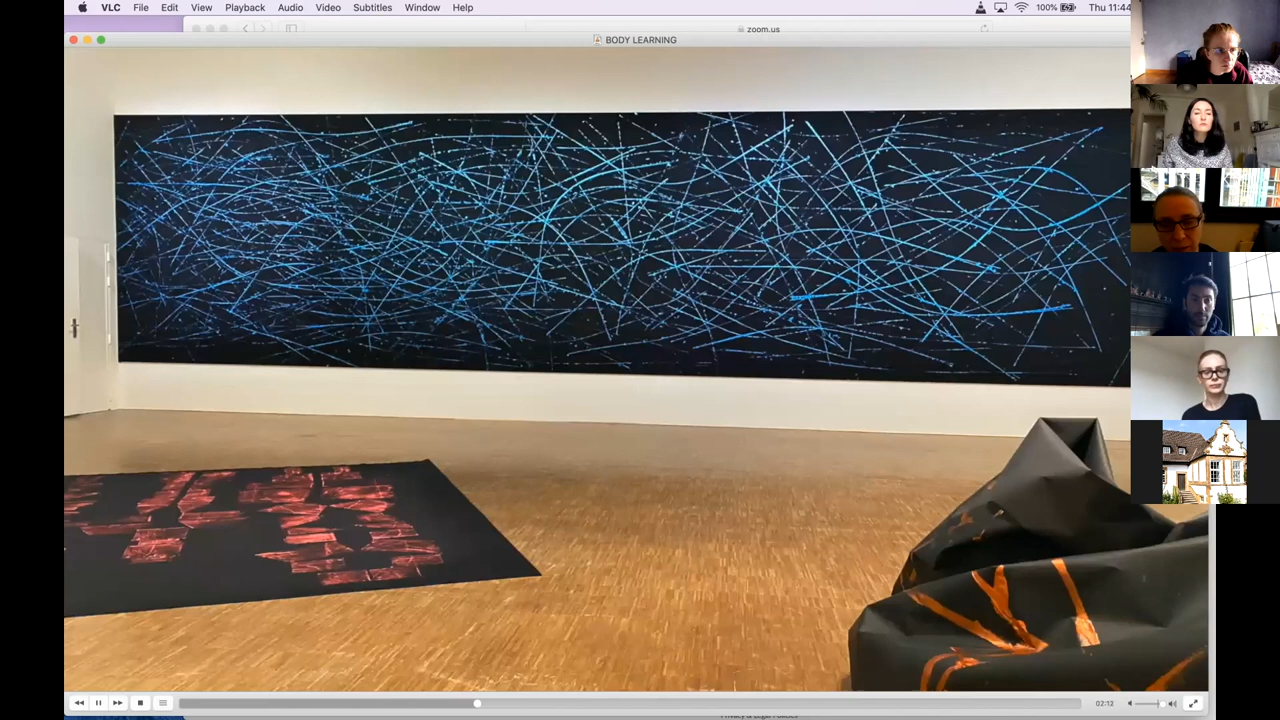 VLC File Edit View Playback Audio Video Subtitles Window Help 100% Thu 11:44
zoom.us
BODY LEARNING
02:12